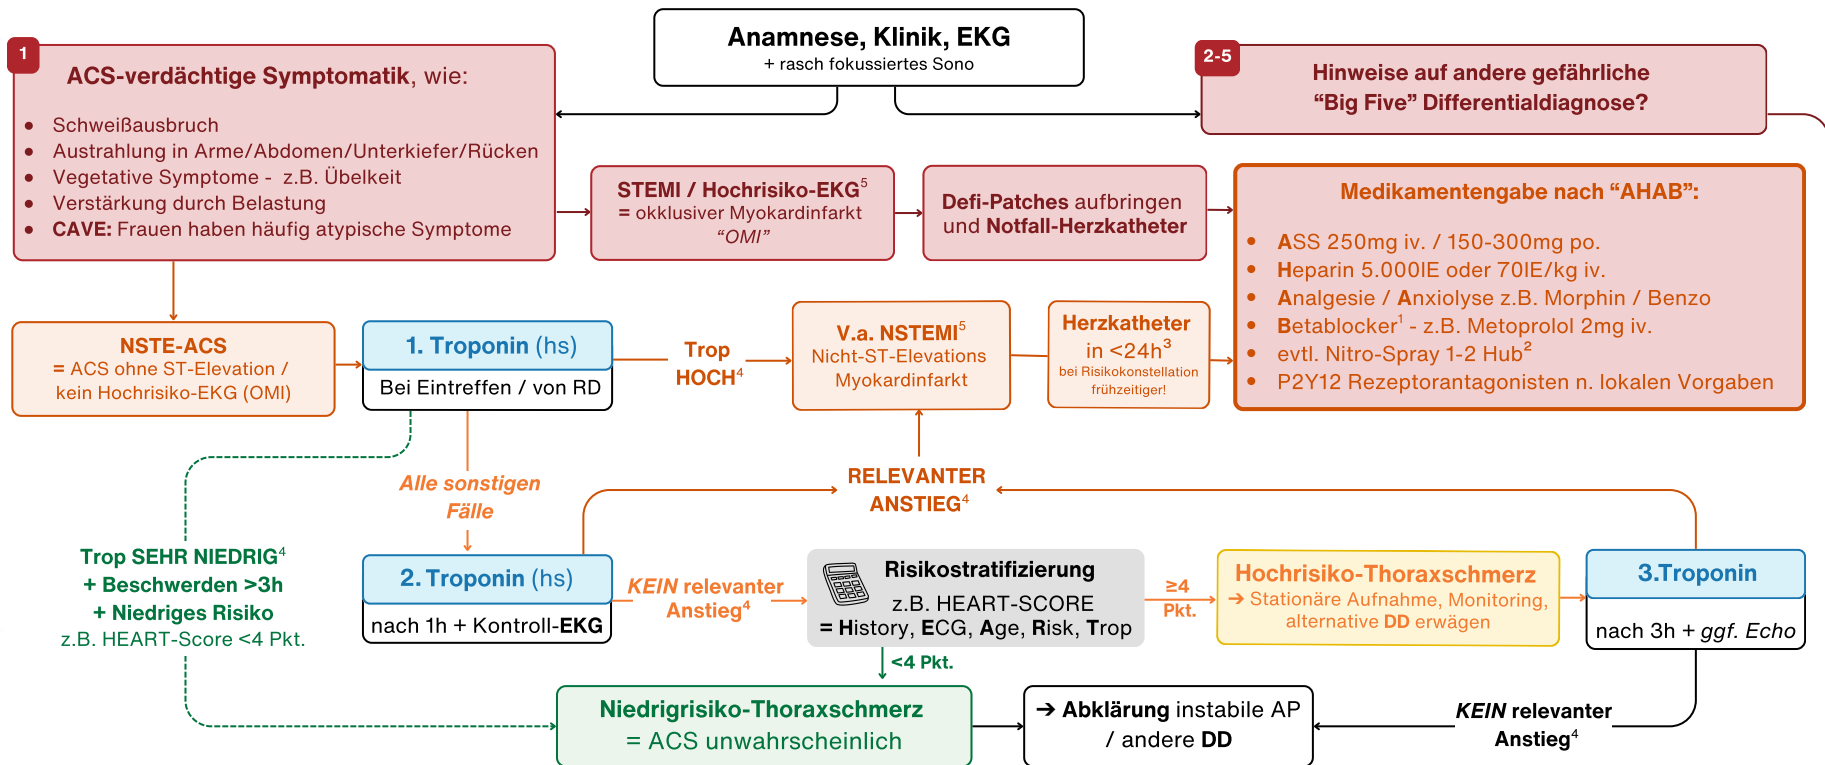 Anamnese, Klinik, EKG
+ rasch fokussiertes Sono
1
ACS-verdächtige Symptomatik, wie:
• Schweißausbruch
• Austrahlung in Arme/Abdomen/Unterkiefer/Rücken
• Vegetative Symptome - z.B. Übelkeit
• Verstärkung durch Belastung
• CAVE: Frauen haben häufig atypische Symptome
2-5
Hinweise auf andere gefährliche
“Big Five” Differentialdiagnose?
STEMI / Hochrisiko-EKG⁵
= okklusiver Myokardinfarkt
“OMI”
Defi-Patches aufbringen
und Notfall-Herzkatheter
Medikamentengabe nach “AHAB”:
• ASS 250mg iv. / 150-300mg po.
• Heparin 5.000IE oder 70IE/kg iv.
• Analgesie / Anxiolyse z.B. Morphin / Benzo
• Betablocker¹ - z.B. Metoprolol 2mg iv.
• evtl. Nitro-Spray 1-2 Hub²
• P2Y12 Rezeptorantagonisten n. lokalen Vorgaben
NSTE-ACS
= ACS ohne ST-Elevation /
kein Hochrisiko-EKG (OMI)
1. Troponin (hs)
Bei Eintreffen / von RD
Trop
HOCH⁴
V.a. NSTEMI⁵
Nicht-ST-Elevations
Myokardinfarkt
Herzkatheter
in <24h³
bei Risikokonstellation
frühzeitiger!
Alle sonstigen
Fälle
RELEVANTER
ANSTIEG⁴
Trop SEHR NIEDRIG⁴
+ Beschwerden >3h
+ Niedriges Risiko
z.B. HEART-Score <4 Pkt.
2. Troponin (hs)
nach 1h + Kontroll-EKG
KEIN relevanter
Anstieg⁴
Risikostratifizierung
z.B. HEART-SCORE
= History, ECG, Age, Risk, Trop
≥4
Pkt.
Hochrisiko-Thoraxschmerz
➔ Stationäre Aufnahme, Monitoring,
alternative DD erwägen
3.Troponin
nach 3h + ggf. Echo
<4 Pkt.
Niedrigrisiko-Thoraxschmerz
= ACS unwahrscheinlich
➔ Abklärung instabile AP
/ andere DD
KEIN relevanter
Anstieg⁴